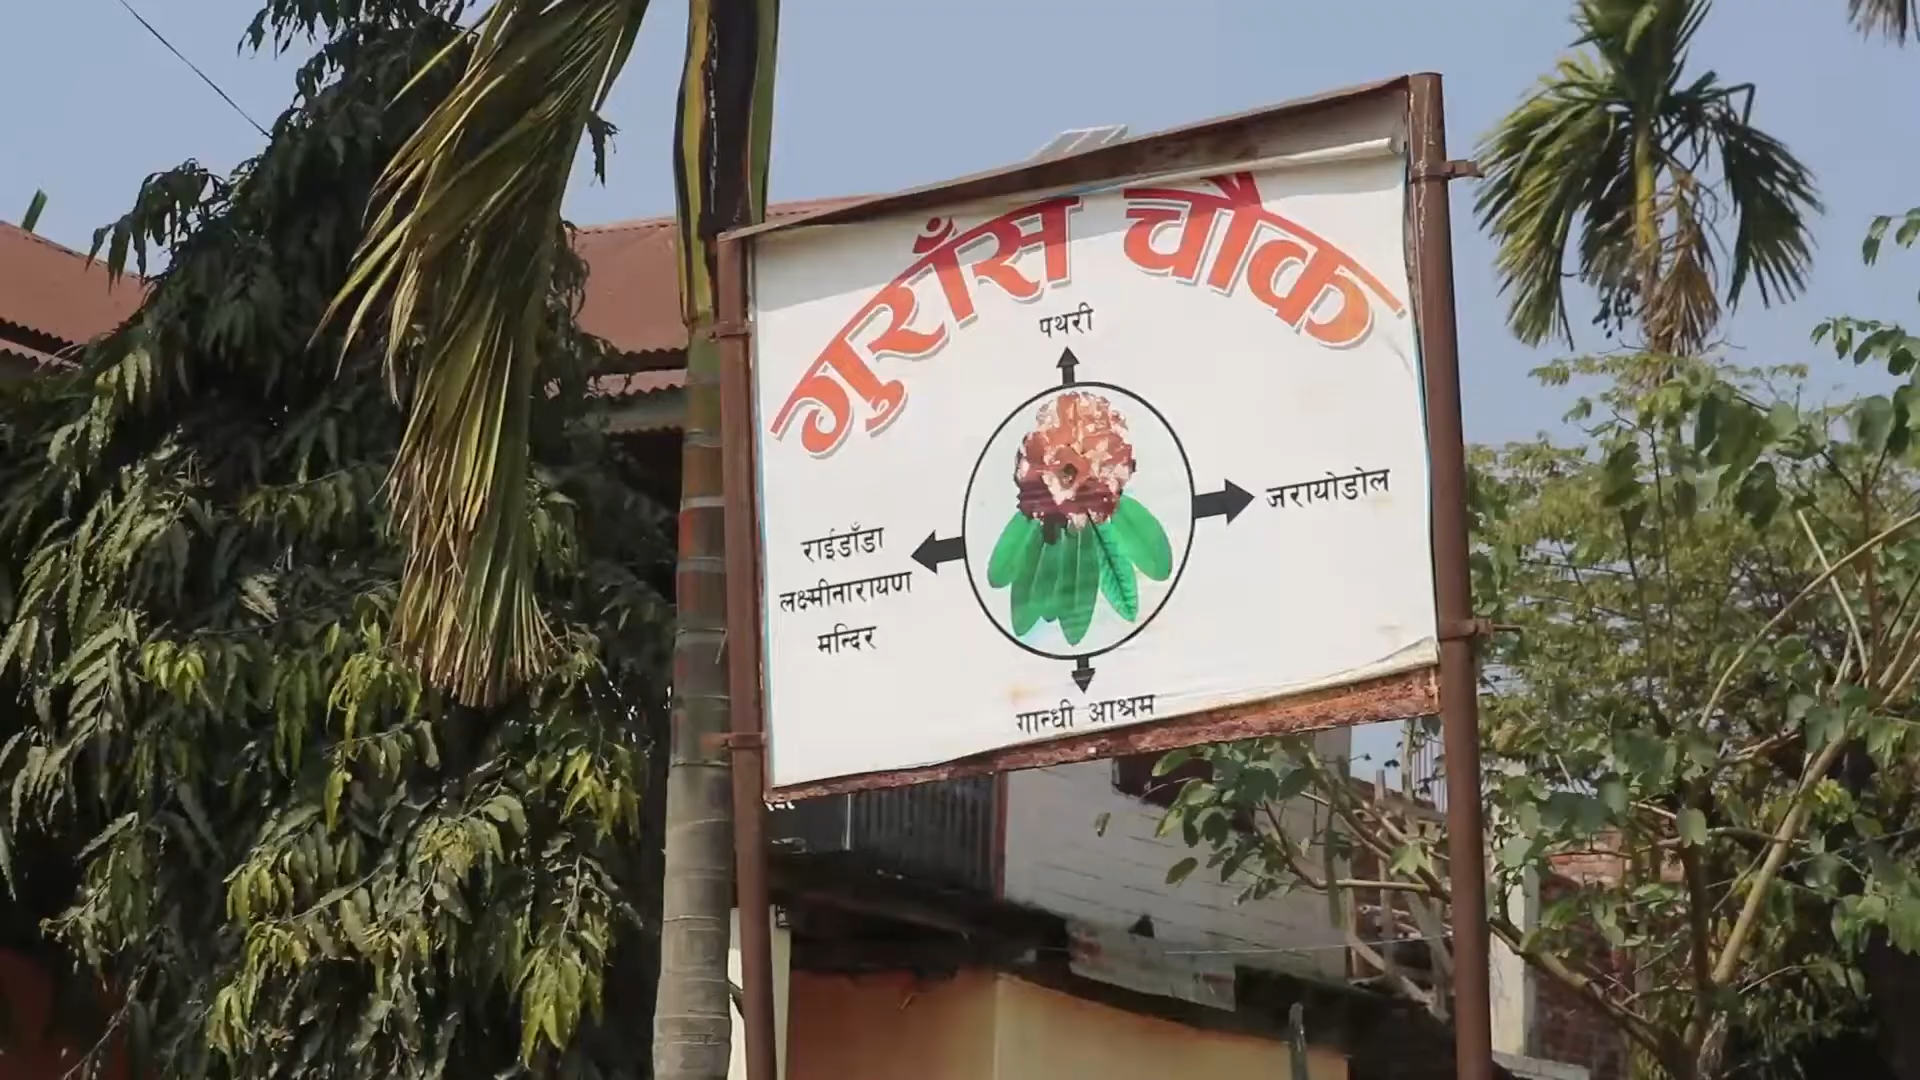 गुराँस चौक
पथरी
जरायोडोल
राईडाँडा
लक्ष्मीनारायण
मन्दिर
गान्धी आश्रम